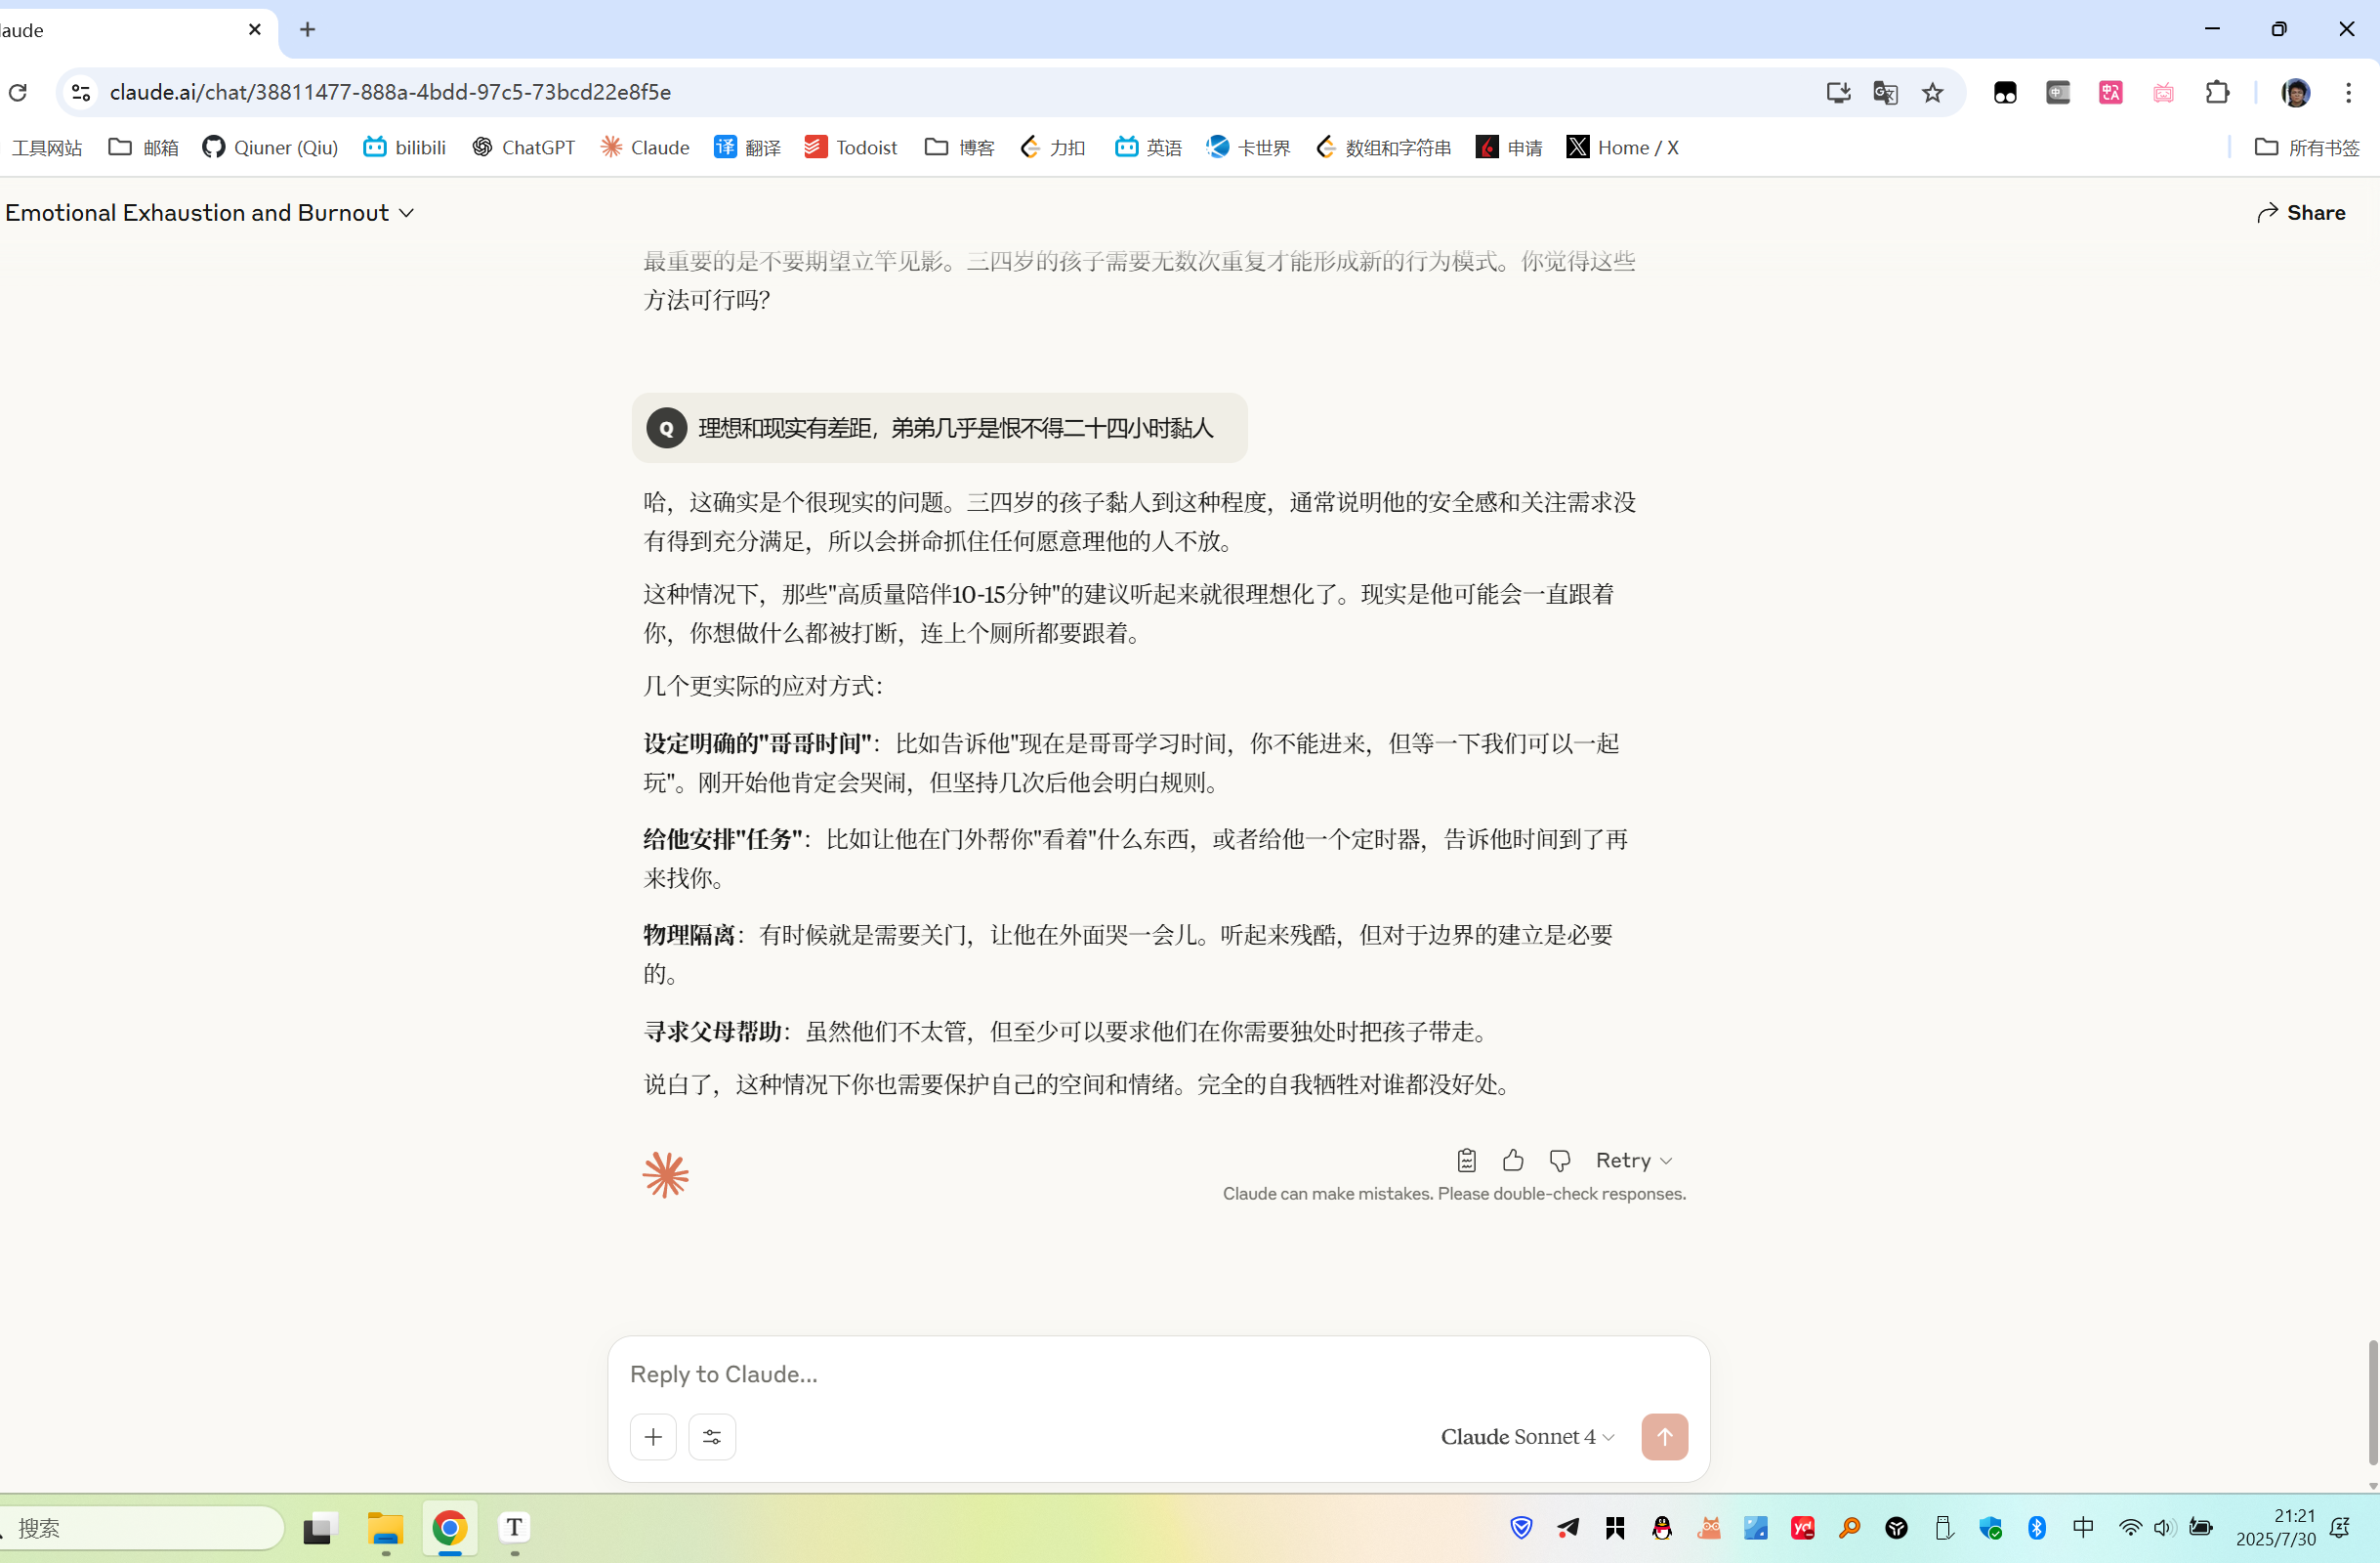 laude
claude.ai/chat/38811477-888a-4bdd-97c5-73bcd22e8f5e
工具网站 邮箱 Qiuner (Qiu) bilibili ChatGPT Claude 译 翻译 Todoist 博客 力扣 英语 卡世界 数组和字符串 申请 Home / X 所有书签
Emotional Exhaustion and Burnout Share
最重要的是不要期望立竿见影。三四岁的孩子需要无数次重复才能形成新的行为模式。你觉得这些
方法可行吗？
Q 理想和现实有差距，弟弟几乎是恨不得二十四小时黏人
哈，这确实是个很现实的问题。三四岁的孩子黏人到这种程度，通常说明他的安全感和关注需求没
有得到充分满足，所以会拼命抓住任何愿意理他的人不放。
这种情况下，那些"高质量陪伴10-15分钟"的建议听起来就很理想化了。现实是他可能会一直跟着
你，你想做什么都被打断，连上个厕所都要跟着。
几个更实际的应对方式：
设定明确的"哥哥时间"：比如告诉他"现在是哥哥学习时间，你不能进来，但等一下我们可以一起
玩"。刚开始他肯定会哭闹，但坚持几次后他会明白规则。
给他安排"任务"：比如让他在门外帮你"看着"什么东西，或者给他一个定时器，告诉他时间到了再
来找你。
物理隔离：有时候就是需要关门，让他在外面哭一会儿。听起来残酷，但对于边界的建立是必要
的。
寻求父母帮助：虽然他们不太管，但至少可以要求他们在你需要独处时把孩子带走。
说白了，这种情况下你也需要保护自己的空间和情绪。完全的自我牺牲对谁都没好处。
Retry
Claude can make mistakes. Please double-check responses.
Reply to Claude...
Claude Sonnet 4
搜索 T yd 中 21:21
2025/7/30